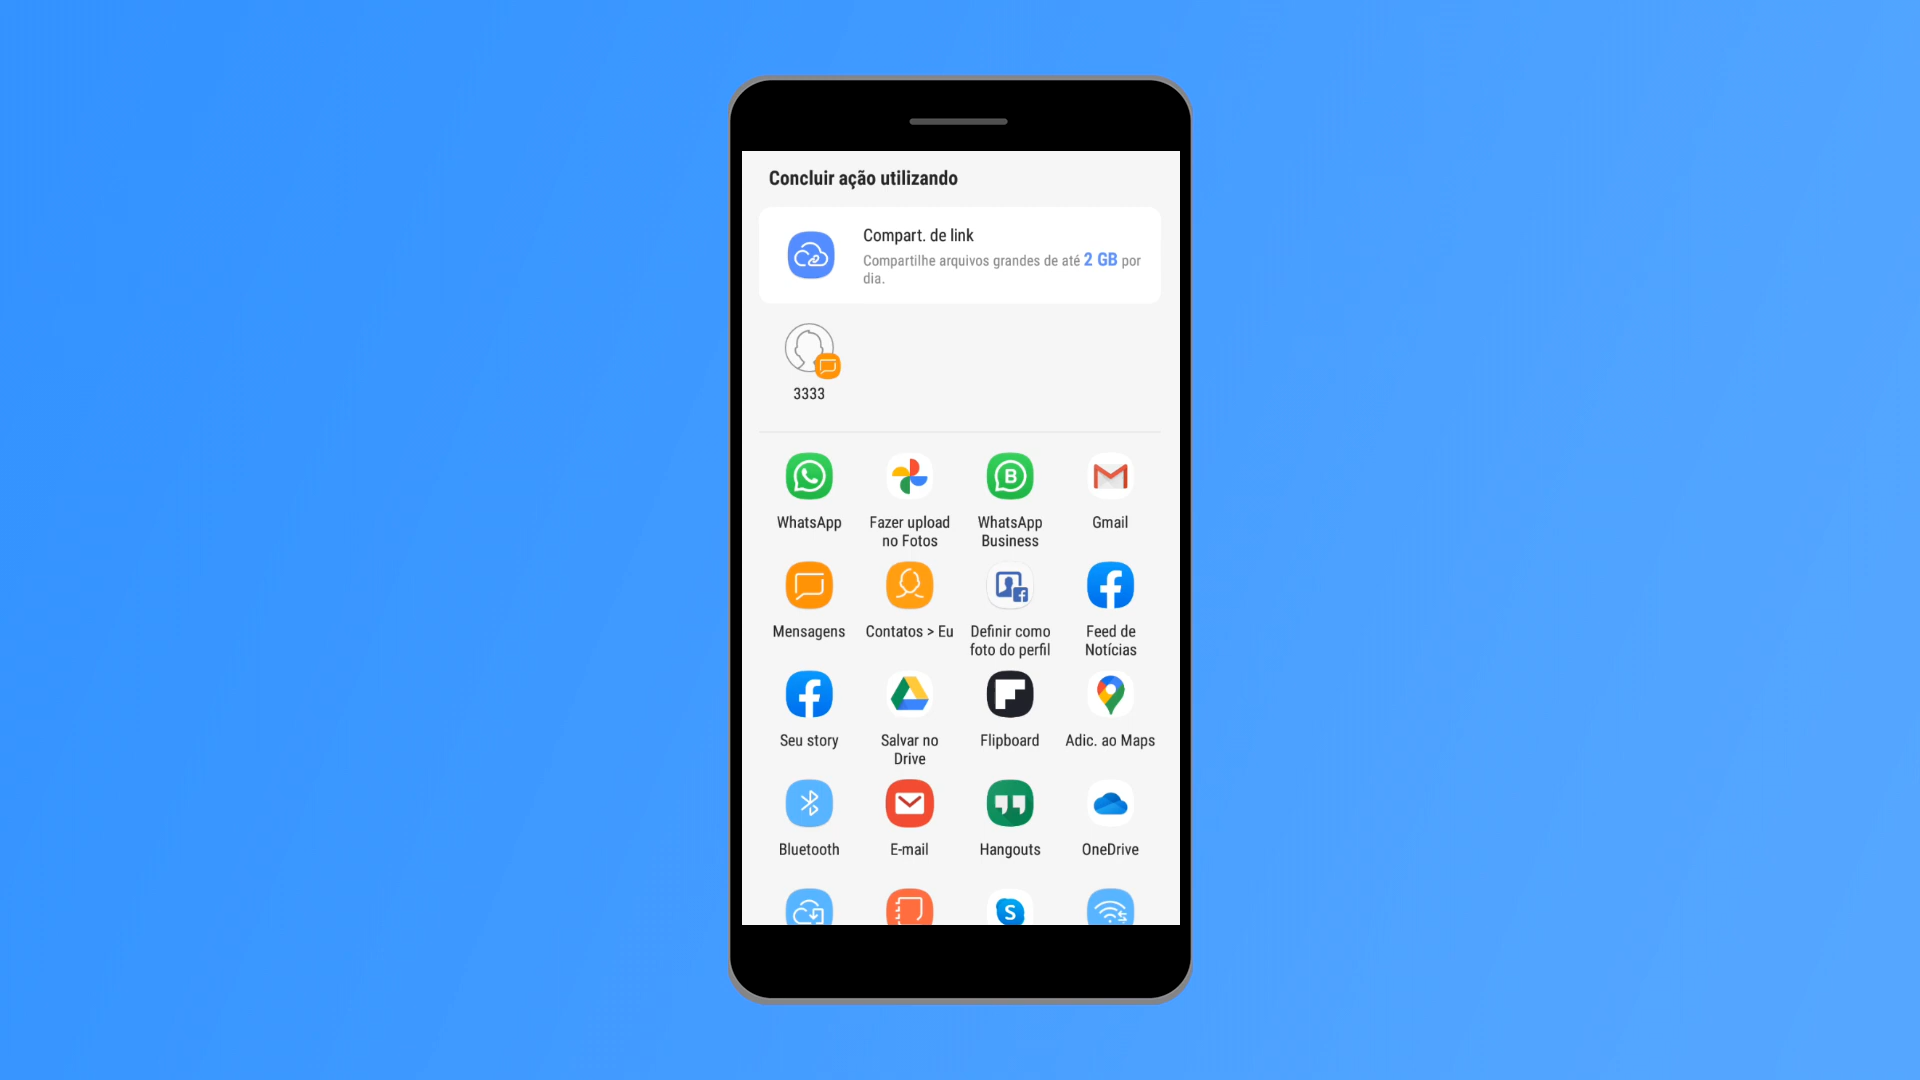 Concluir ação utilizando
Compart. de link
Compartilhe arquivos grandes de até 2 GB por
dia.
3333
WhatsApp
Fazer upload
no Fotos
WhatsApp
Business
Gmail
Mensagens
Contatos > Eu
Definir como
foto do perfil
Feed de
Notícias
Seu story
Salvar no
Drive
Flipboard
Adic. ao Maps
Bluetooth
E-mail
Hangouts
OneDrive